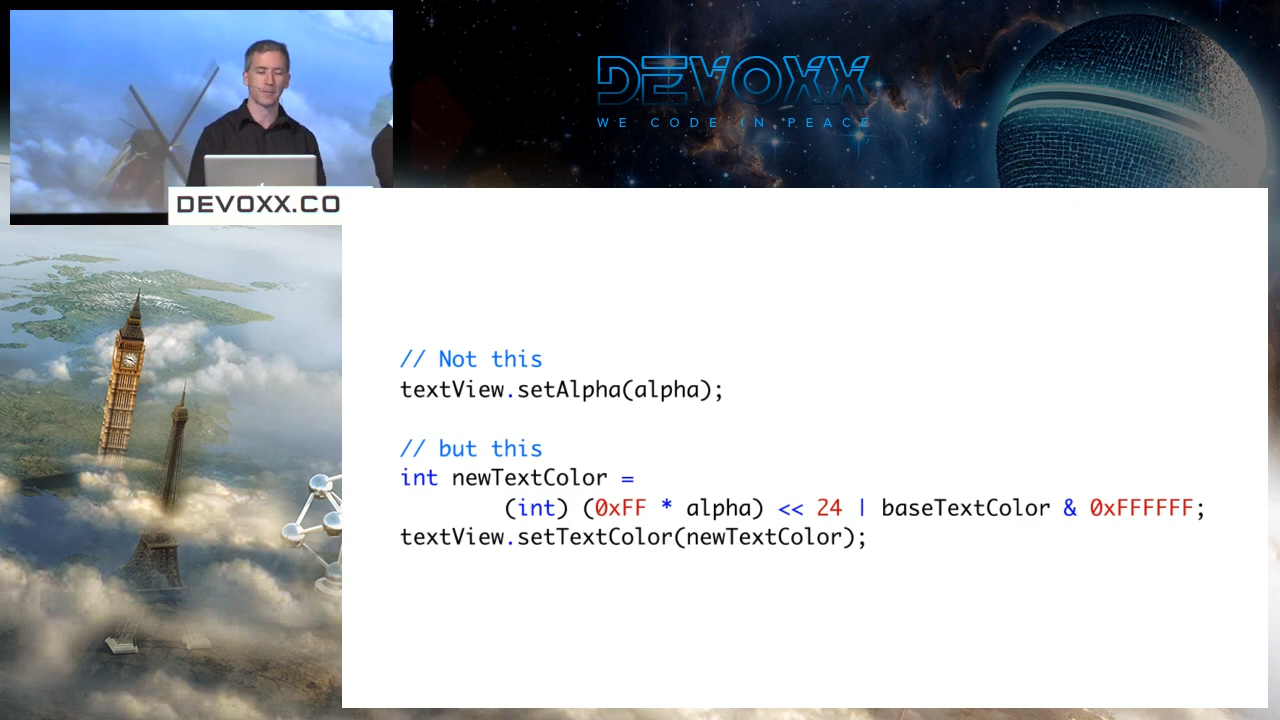 DEVOXX
WE CODE IN PEACE
DEVOXX.CO
// Not this
textView.setAlpha(alpha);
// but this
int newTextColor =
(int) (0xFF * alpha) << 24 | baseTextColor & 0xFFFFFF;
textView.setTextColor(newTextColor);